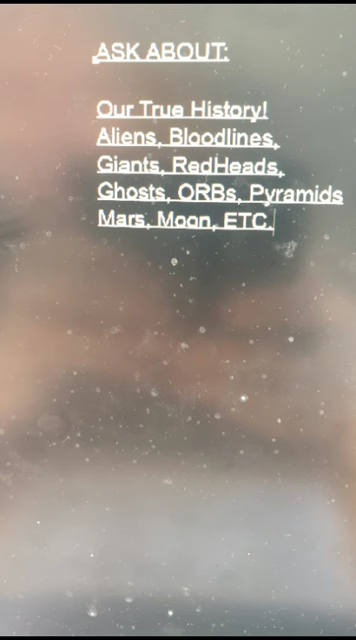 ASK ABOUT:
Our True History!
Aliens, Bloodlines,
Giants, RedHeads,
Ghosts, ORBs, Pyramids
Mars, Moon, ETC.